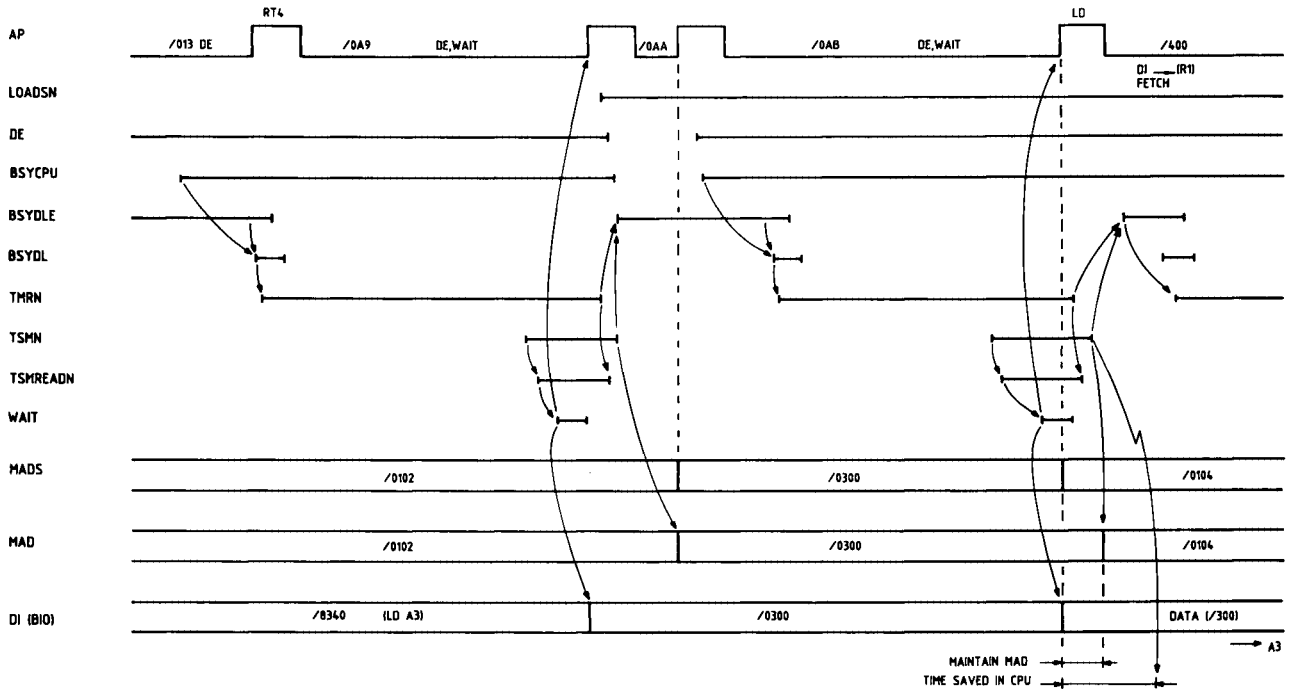 RT4 LD
AP /013 DE /0A9 DE,WAIT /0AA /0AB DE,WAIT /400
DI → (R1)
FETCH
LOADSN
DE
BSYCPU
BSYDLE
BSYDL
TMRN
TSMN
TSMREADN
WAIT
MADS /0102 /0300 /0104
MAD /0102 /0300 /0104
DI (BIO) /8340 (LD A3) /0300 DATA (/300)
→ A3
MAINTAIN MAD
TIME SAVED IN CPU